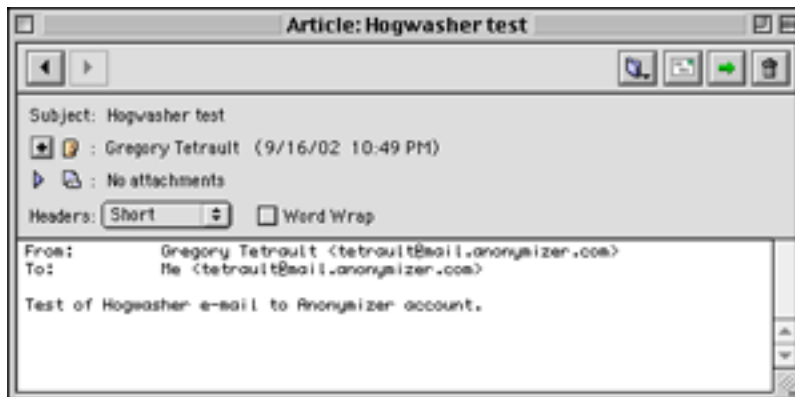 Article: Hogwasher test
Subject: Hogwasher test
: Gregory Tetrault (9/16/02 10:49 PM)
: No attachments
Headers: Short Word Wrap
From: Gregory Tetrault <tetrault@mail.anonymizer.com>
To: Me <tetrault@mail.anonymizer.com>
Test of Hogwasher e-mail to Anonymizer account.